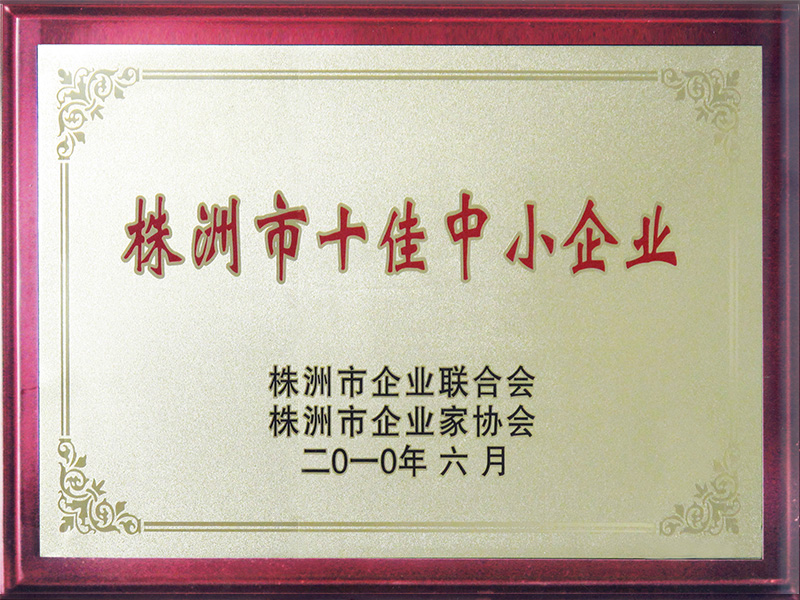 株洲市十佳中小企业
株洲市企业联合会
株洲市企业家协会
二0一0年 六 月